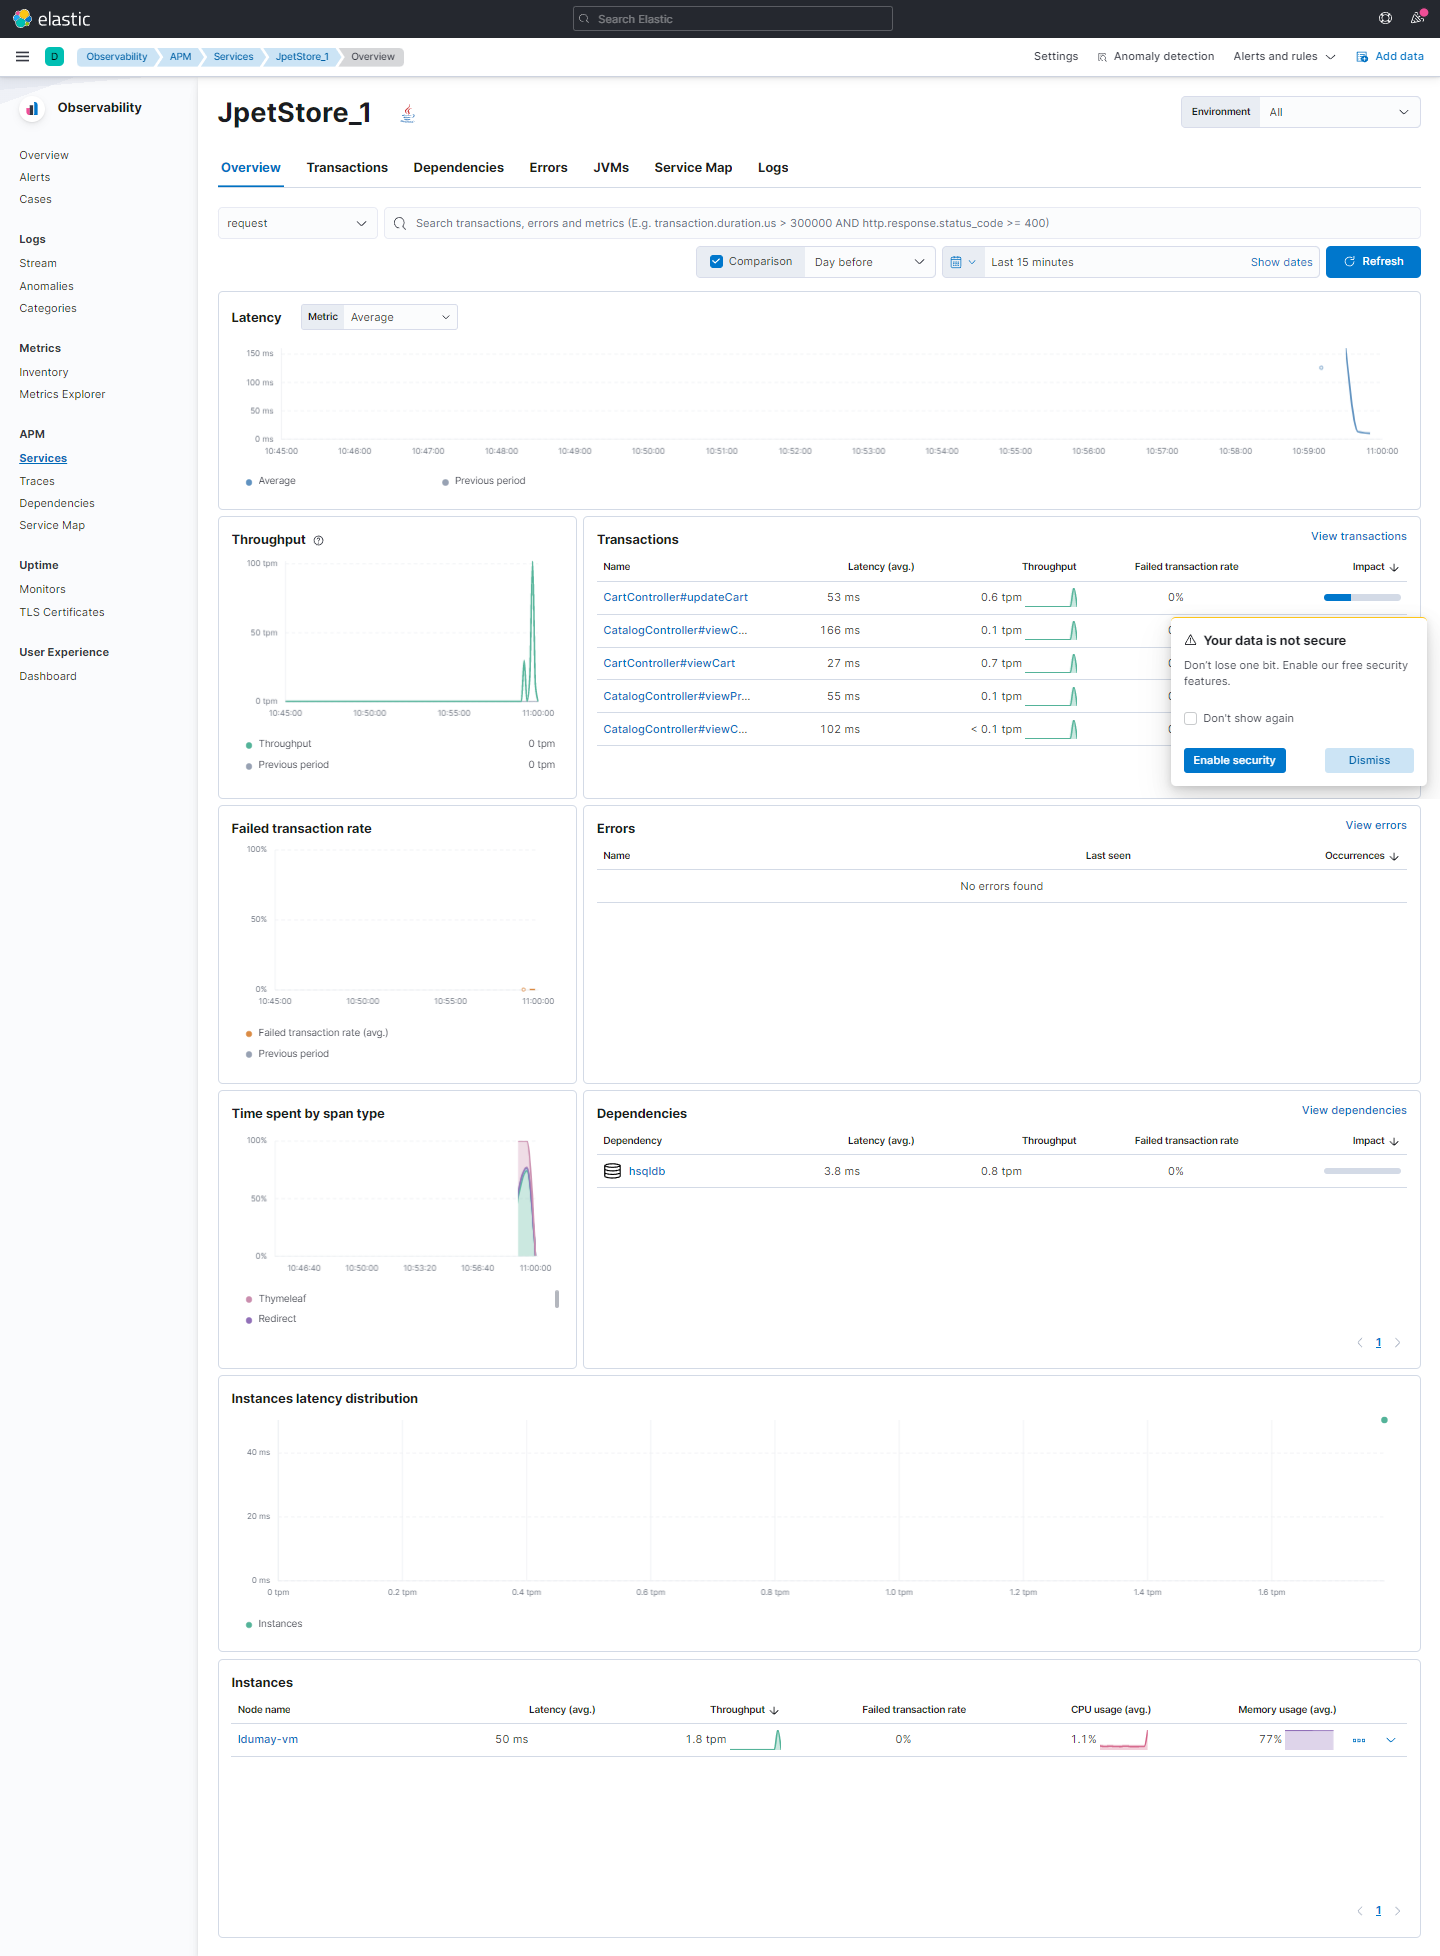 elastic
Search Elastic
D
Observability
APM
Services
JpetStore_1
Overview
Settings
Anomaly detection
Alerts and rules
Add data
Observability
Overview
Alerts
Cases
Logs
Stream
Anomalies
Categories
Metrics
Inventory
Metrics Explorer
APM
Services
Traces
Dependencies
Service Map
Uptime
Monitors
TLS Certificates
User Experience
Dashboard
JpetStore_1
Environment All
Overview Transactions Dependencies Errors JVMs Service Map Logs
request
Search transactions, errors and metrics (E.g. transaction.duration.us > 300000 AND http.response.status_code >= 400)
Comparison Day before
Last 15 minutes Show dates
Refresh
Latency Metric Average
150 ms
100 ms
50 ms
0 ms
10:45:00 10:46:00 10:47:00 10:48:00 10:49:00 10:50:00 10:51:00 10:52:00 10:53:00 10:54:00 10:55:00 10:56:00 10:57:00 10:58:00 10:59:00 11:00:00
Average Previous period
Throughput
100 tpm
50 tpm
0 tpm
10:45:00 10:50:00 10:55:00 11:00:00
Throughput 0 tpm
Previous period 0 tpm
Transactions View transactions
Name Latency (avg.) Throughput Failed transaction rate Impact
CartController#updateCart 53 ms 0.6 tpm 0%
CatalogController#viewC... 166 ms 0.1 tpm
CartController#viewCart 27 ms 0.7 tpm
CatalogController#viewPr... 55 ms 0.1 tpm
CatalogController#viewC... 102 ms < 0.1 tpm
Your data is not secure
Don't lose one bit. Enable our free security
features.
Don't show again
Enable security Dismiss
Failed transaction rate
100%
50%
0%
10:45:00 10:50:00 10:55:00 11:00:00
Failed transaction rate (avg.)
Previous period
Errors View errors
Name Last seen Occurrences
No errors found
Time spent by span type
100%
50%
0%
10:46:40 10:50:00 10:53:20 10:56:40 11:00:00
Thymeleaf
Redirect
Dependencies View dependencies
Dependency Latency (avg.) Throughput Failed transaction rate Impact
hsqldb 3.8 ms 0.8 tpm 0%
1
Instances latency distribution
40 ms
20 ms
0 ms
0 tpm 0.2 tpm 0.4 tpm 0.6 tpm 0.8 tpm 1.0 tpm 1.2 tpm 1.4 tpm 1.6 tpm
Instances
Instances
Node name Latency (avg.) Throughput Failed transaction rate CPU usage (avg.) Memory usage (avg.)
ldumay-vm 50 ms 1.8 tpm 0% 1.1% 77%
1